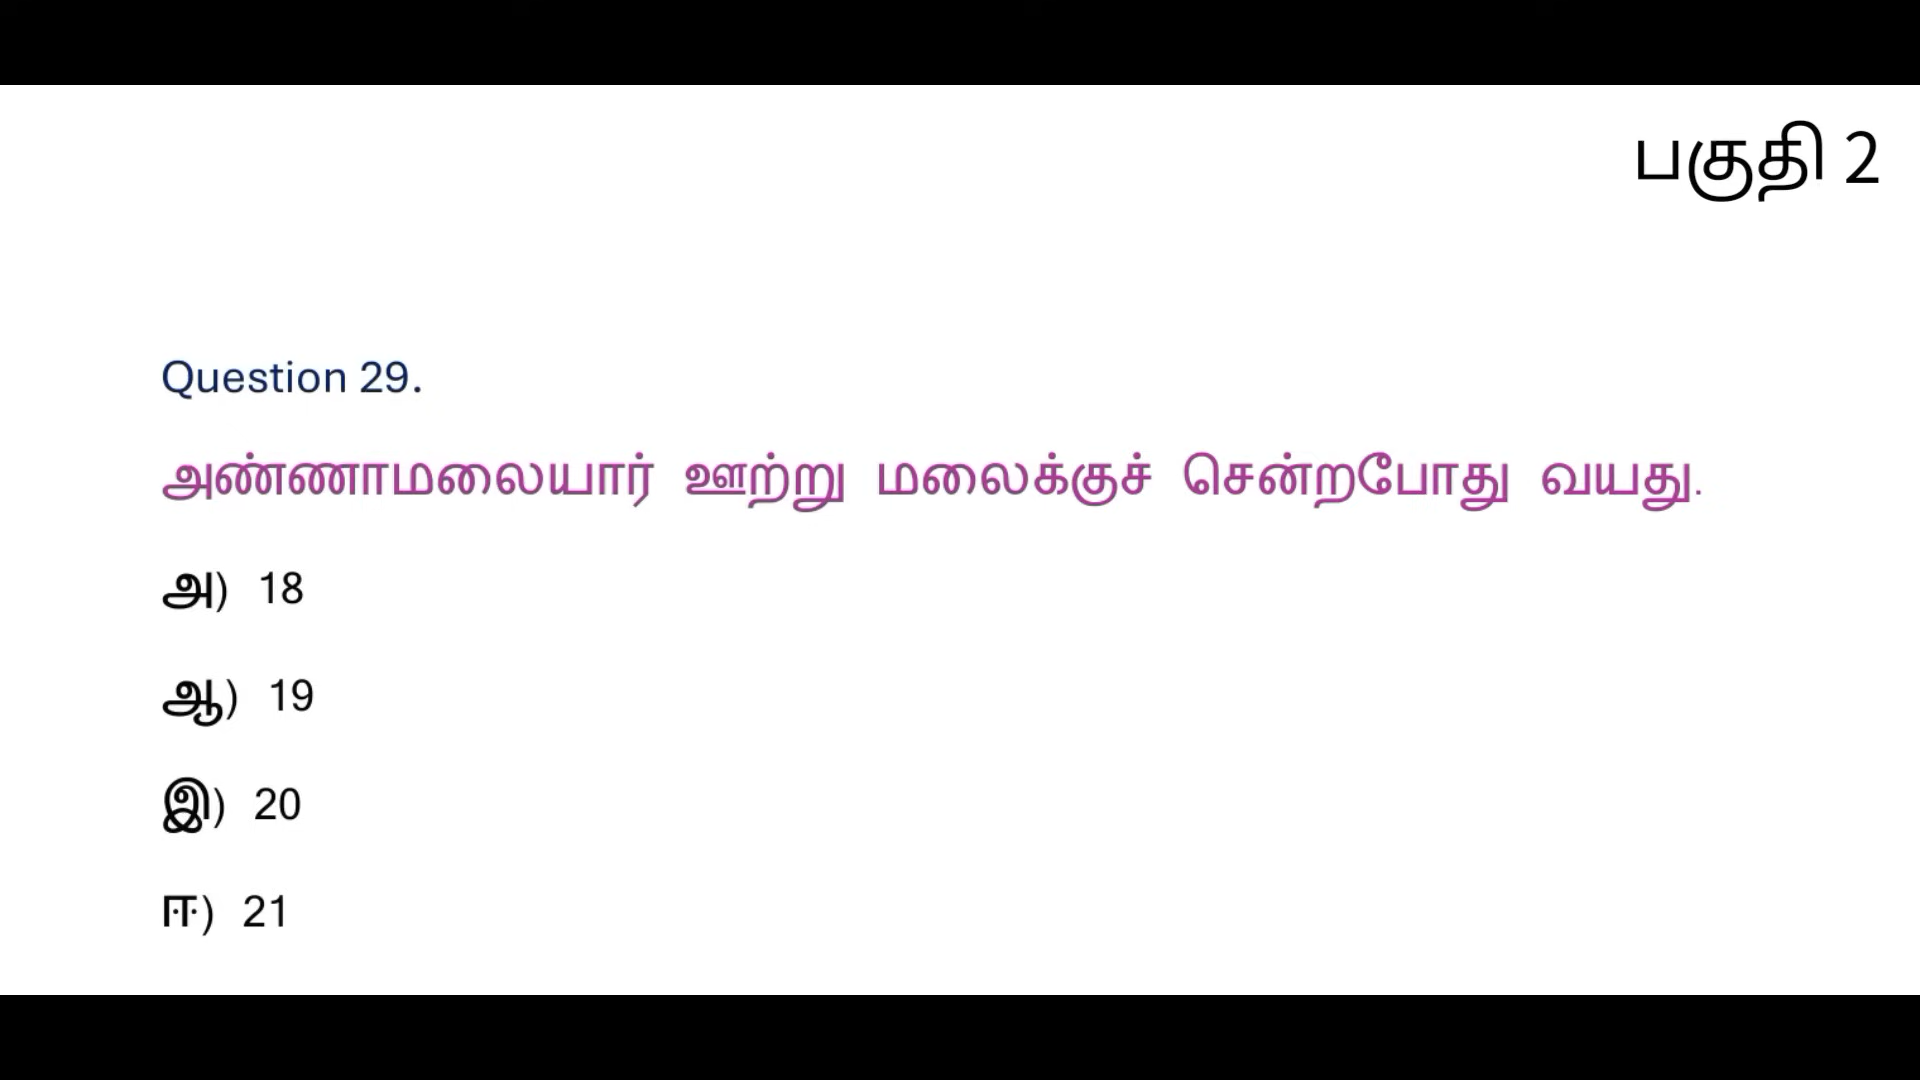 பகுதி 2
Question 29.
அண்ணாமலையார் ஊற்று மலைக்குச் சென்றபோது வயது.
அ) 18
ஆ) 19
இ) 20
ஈ) 21